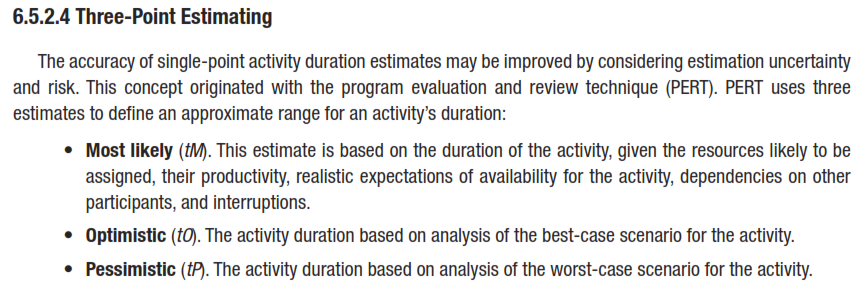 6.5.2.4 Three-Point Estimating
The accuracy of single-point activity duration estimates may be improved by considering estimation uncertainty
and risk. This concept originated with the program evaluation and review technique (PERT). PERT uses three
estimates to define an approximate range for an activity's duration:
• Most likely (tM). This estimate is based on the duration of the activity, given the resources likely to be
assigned, their productivity, realistic expectations of availability for the activity, dependencies on other
participants, and interruptions.
• Optimistic (tO). The activity duration based on analysis of the best-case scenario for the activity.
• Pessimistic (tP). The activity duration based on analysis of the worst-case scenario for the activity.